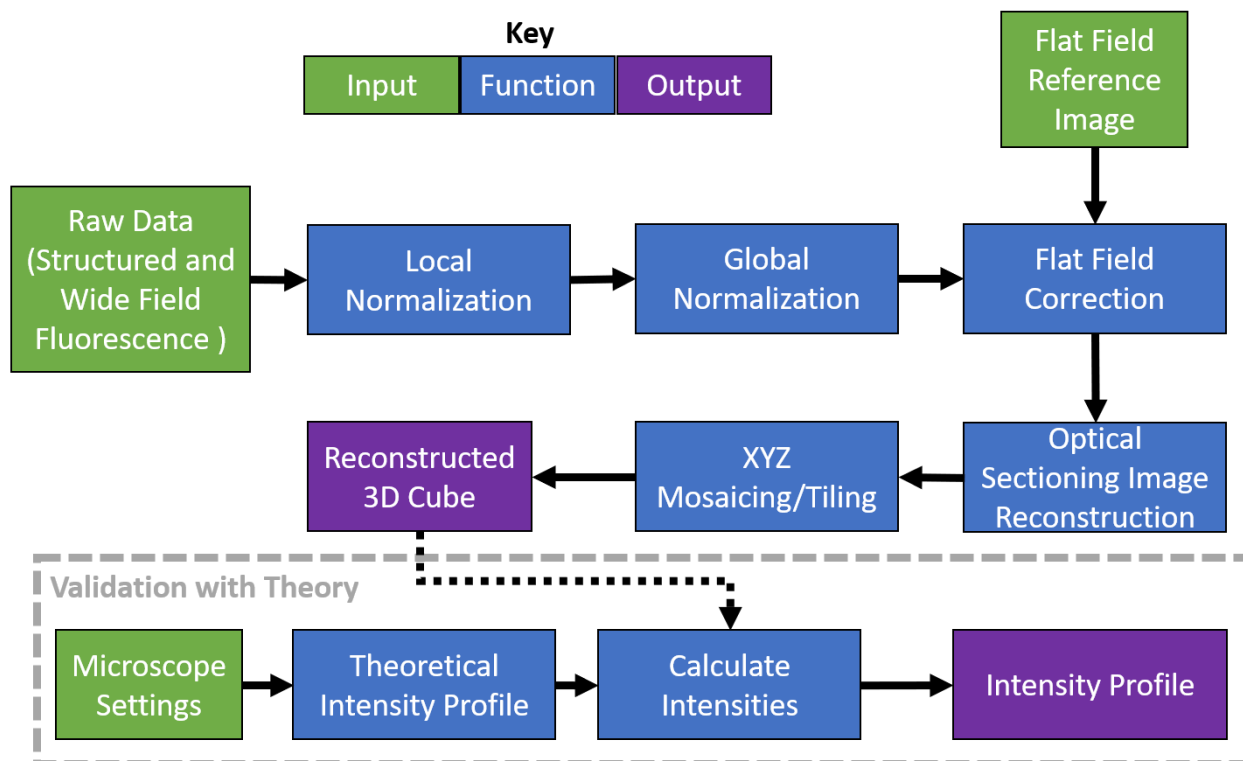 Key
Input Function Output
Flat Field
Reference
Image
Raw Data
(Structured and
Wide Field
Fluorescence )
Local
Normalization
Global
Normalization
Flat Field
Correction
Reconstructed
3D Cube
XYZ
Mosaicing/Tiling
Optical
Sectioning Image
Reconstruction
Validation with Theory
Microscope
Settings
Theoretical
Intensity Profile
Calculate
Intensities
Intensity Profile